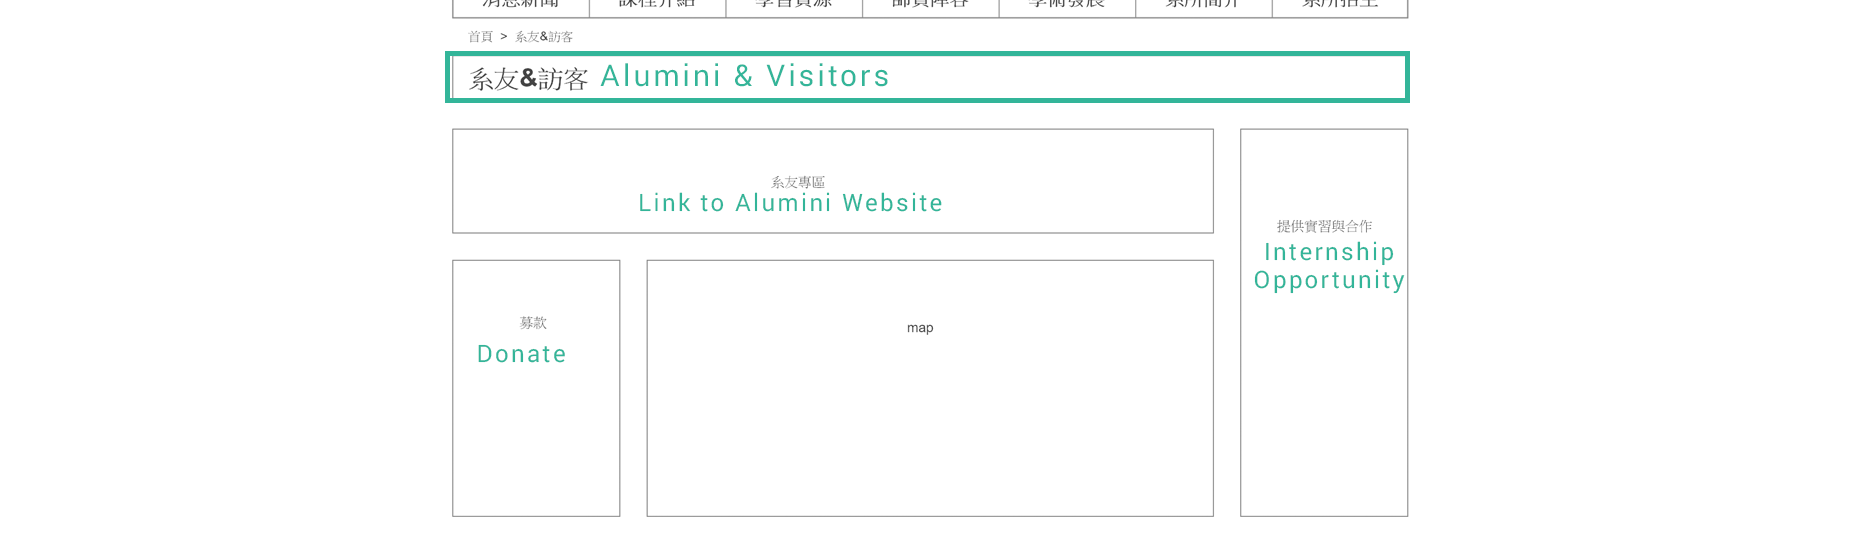 消息新聞 課程介紹 學習資源 師資陣容 學術發展 系所簡介 系所招生
首頁 > 系友&訪客
系友&訪客 Alumini & Visitors
系友專區
Link to Alumini Website
提供實習與合作
Internship
Opportunity
募款
Donate
map